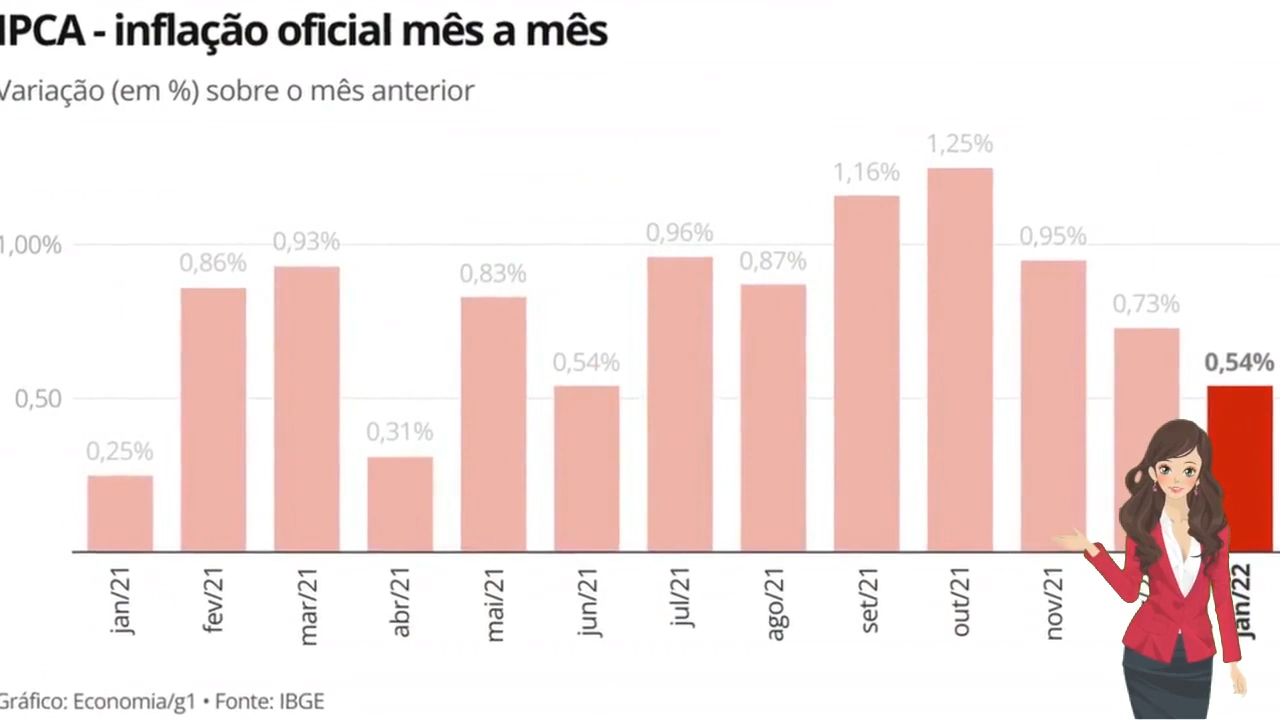 IPCA - inflação oficial mês a mês
Variação (em %) sobre o mês anterior
1,25%
1,16%
0,96%
0,95%
0,93%
1,00%
0,86%
0,87%
0,83%
0,73%
0,54%
0,54%
0,50
0,31%
0,25%
jan/21
fev/21
mar/21
abr/21
mai/21
jun/21
jul/21
ago/21
set/21
out/21
nov/21
jan/22
Gráfico: Economia/g1 • Fonte: IBGE